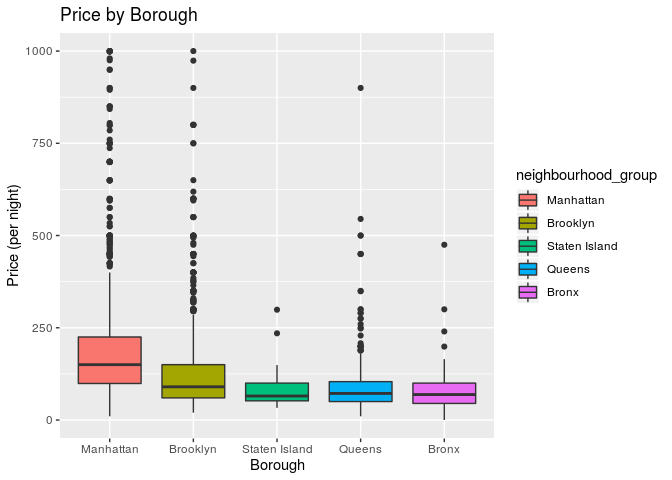 Price by Borough
1000
750
500
250
0
Price (per night)
Manhattan
Brooklyn
Staten Island
Queens
Bronx
Borough
neighbourhood_group
Manhattan
Brooklyn
Staten Island
Queens
Bronx